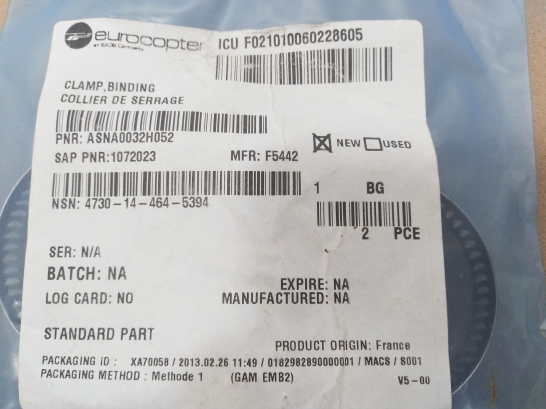 eurocopter
an EADS Company
ICU F021010060228605
CLAMP,BINDING
COLLIER DE SERRAGE
PNR: ASNA0032H052
NEW USED
SAP PNR:1072023 MFR: F5442
1 BG
NSN: 4730-14-464-5394
2 PCE
SER: N/A
BATCH: NA
EXPIRE: NA
LOG CARD: NO MANUFACTURED: NA
STANDARD PART
PRODUCT ORIGIN: France
PACKAGING ID : XA70058 / 2013.02.26 11:49 / 0182982890000001 / MACS / S001
PACKAGING METHOD : Methode 1 (GAM EMB2) V5-00